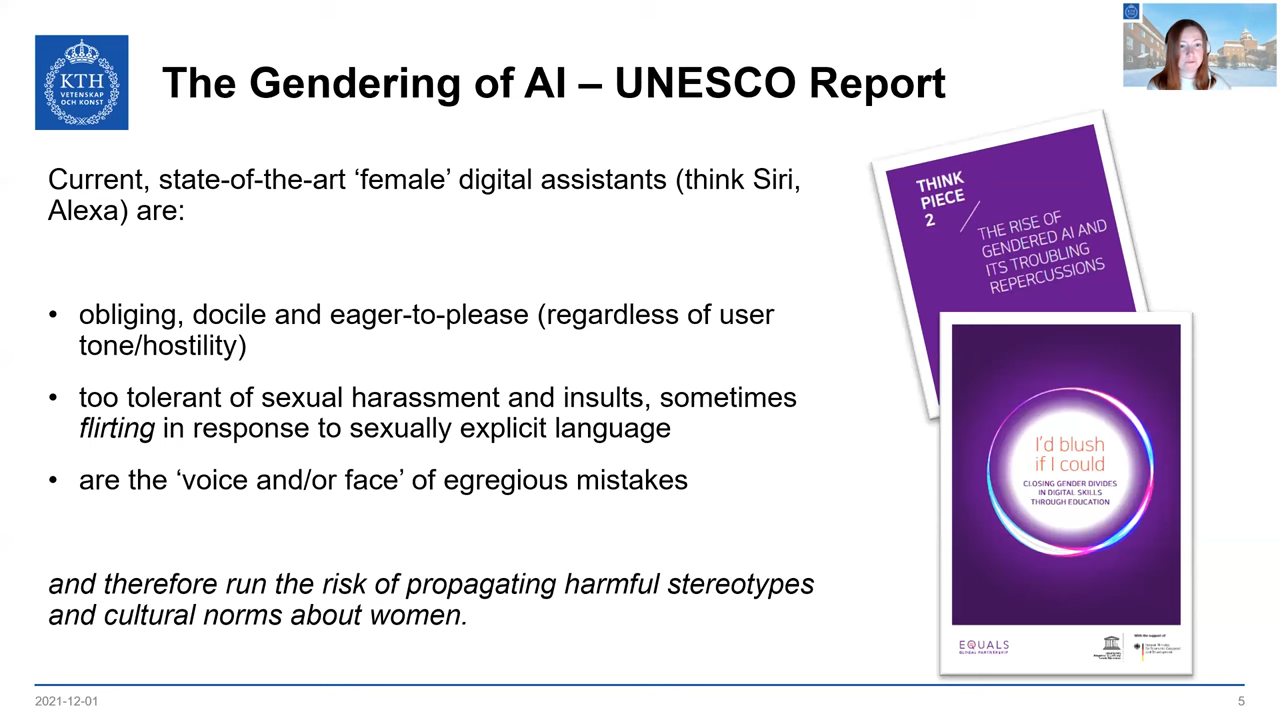 KTH
VETENSKAP
OCH KONST
The Gendering of AI – UNESCO Report
Current, state-of-the-art ‘female’ digital assistants (think Siri,
Alexa) are:
• obliging, docile and eager-to-please (regardless of user
tone/hostility)
• too tolerant of sexual harassment and insults, sometimes
flirting in response to sexually explicit language
• are the ‘voice and/or face’ of egregious mistakes
and therefore run the risk of propagating harmful stereotypes
and cultural norms about women.
THINK
PIECE
2
THE RISE OF
GENDERED AI AND
ITS TROUBLING
REPERCUSSIONS
I'd blush
if I could
CLOSING GENDER DIVIDES
IN DIGITAL SKILLS
THROUGH EDUCATION
EQUALS
GLOBAL PARTNERSHIP
With the support of
2021-12-01
5